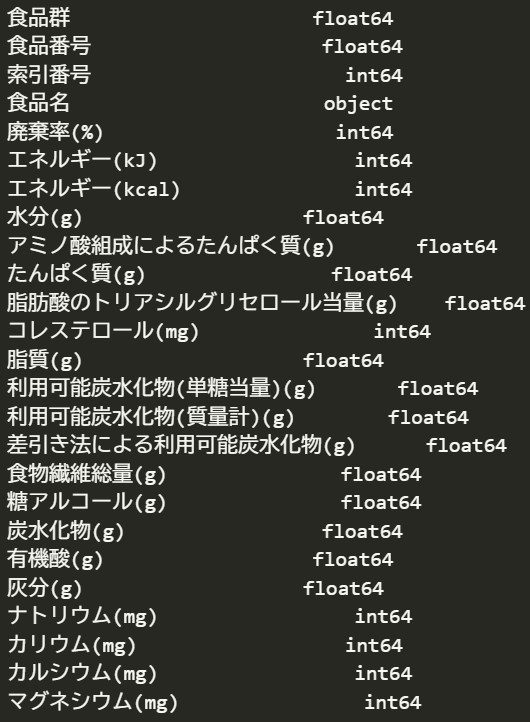 食品群 float64
食品番号 float64
索引番号 int64
食品名 object
廃棄率(%) int64
エネルギー(kJ) int64
エネルギー(kcal) int64
水分(g) float64
アミノ酸組成によるたんぱく質(g) float64
たんぱく質(g) float64
脂肪酸のトリアシルグリセロール当量(g) float64
コレステロール(mg) int64
脂質(g) float64
利用可能炭水化物(単糖当量)(g) float64
利用可能炭水化物(質量計)(g) float64
差引き法による利用可能炭水化物(g) float64
食物繊維総量(g) float64
糖アルコール(g) float64
炭水化物(g) float64
有機酸(g) float64
灰分(g) float64
ナトリウム(mg) int64
カリウム(mg) int64
カルシウム(mg) int64
マグネシウム(mg) int64